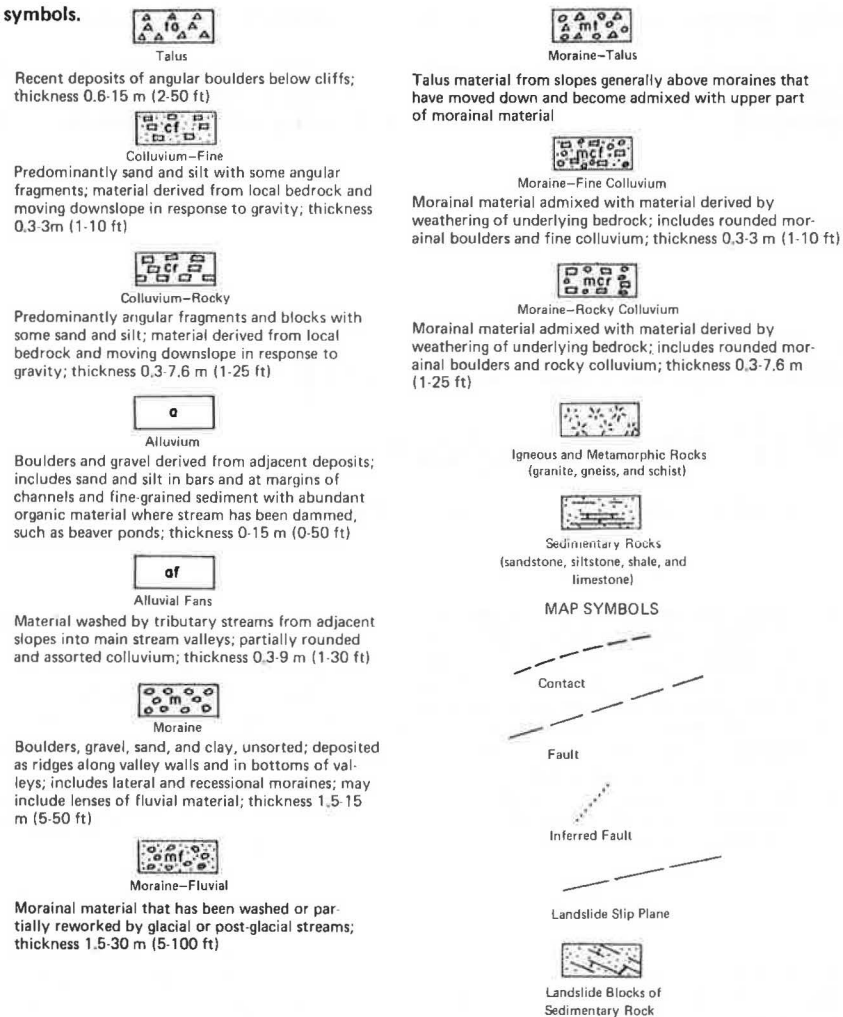 symbols.
ta
Talus
Recent deposits of angular boulders below cliffs;
thickness 0.6-15 m (2-50 ft)
cf
Colluvium—Fine
Predominantly sand and silt with some angular
fragments; material derived from local bedrock and
moving downslope in response to gravity; thickness
0.3-3m (1-10 ft)
cr
Colluvium—Rocky
Predominantly angular fragments and blocks with
some sand and silt; material derived from local
bedrock and moving downslope in response to
gravity; thickness 0.3-7.6 m (1-25 ft)
a
Alluvium
Boulders and gravel derived from adjacent deposits;
includes sand and silt in bars and at margins of
channels and fine-grained sediment with abundant
organic material where stream has been dammed,
such as beaver ponds; thickness 0-15 m (0-50 ft)
af
Alluvial Fans
Material washed by tributary streams from adjacent
slopes into main stream valleys; partially rounded
and assorted colluvium; thickness 0.3-9 m (1-30 ft)
m
Moraine
Boulders, gravel, sand, and clay, unsorted; deposited
as ridges along valley walls and in bottoms of val-
leys; includes lateral and recessional moraines; may
include lenses of fluvial material; thickness 1.5-15
m (5-50 ft)
mf
Moraine—Fluvial
Morainal material that has been washed or par-
tially reworked by glacial or post-glacial streams;
thickness 1.5-30 m (5-100 ft)
mt
Moraine—Talus
Talus material from slopes generally above moraines that
have moved down and become admixed with upper part
of morainal material
mcf
Moraine—Fine Colluvium
Morainal material admixed with material derived by
weathering of underlying bedrock; includes rounded mor-
ainal boulders and fine colluvium; thickness 0.3-3 m (1-10 ft)
mcr
Moraine—Rocky Colluvium
Morainal material admixed with material derived by
weathering of underlying bedrock; includes rounded mor-
ainal boulders and rocky colluvium; thickness 0.3-7.6 m
(1-25 ft)
Igneous and Metamorphic Rocks
(granite, gneiss, and schist)
Sedimentary Rocks
(sandstone, siltstone, shale, and
limestone)
MAP SYMBOLS
Contact
Fault
Inferred Fault
Landslide Slip Plane
Landslide Blocks of
Sedimentary Rock